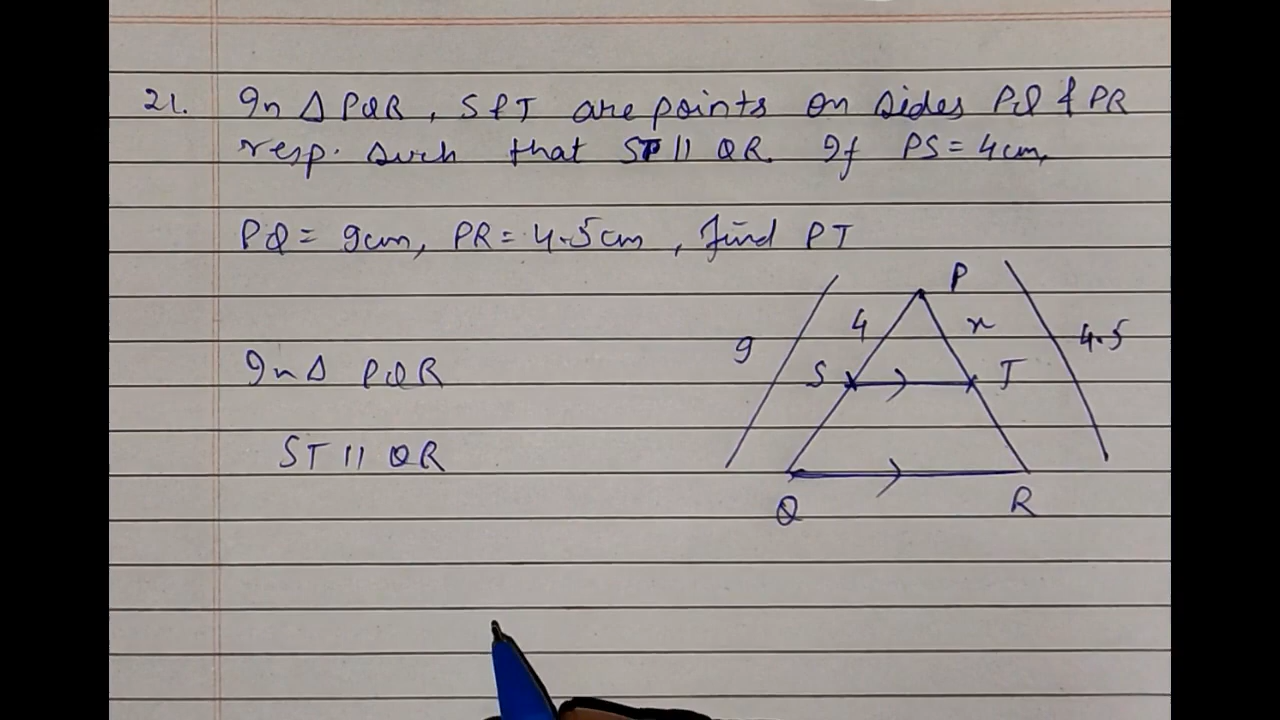 21. In Δ PQR, S & T are points on sides PQ & PR
resp. such that ST || QR. If PS = 4cm,
PQ = 9cm, PR = 4.5cm, find PT
P
4
x
9
4.5
In Δ PQR
S
T
ST || QR
Q
R